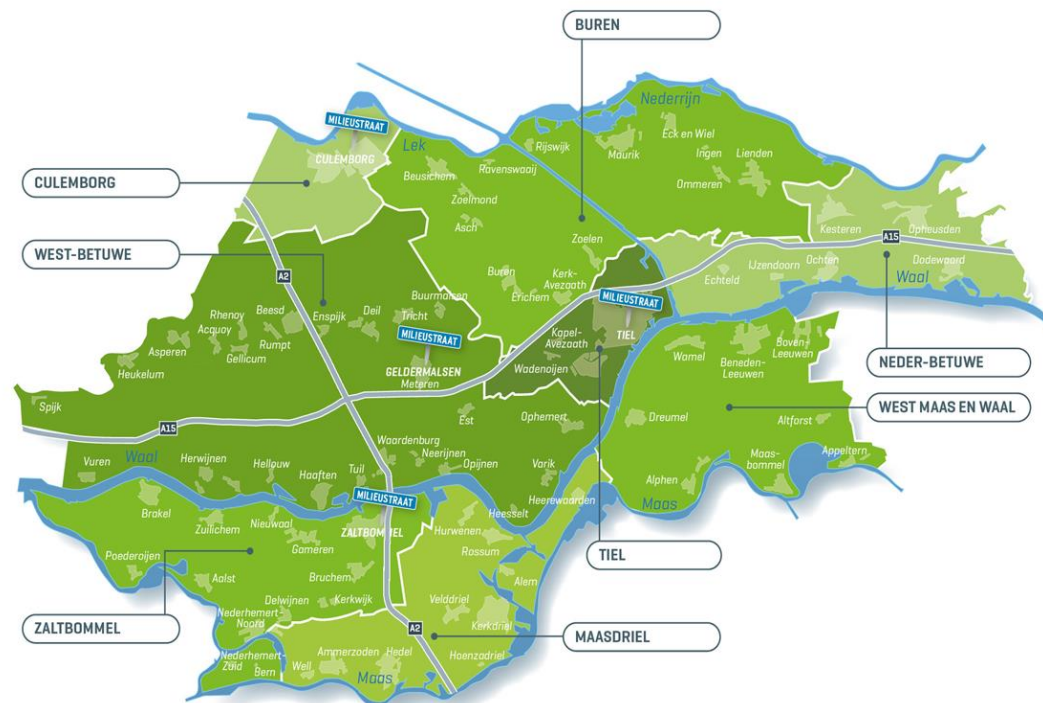 BUREN
Nederrijn
MILIEUSTRAAT
CULEMBORG
Lek
Eck en Wiel
Rijswijk
Maurik
Ingen
Lienden
Ravenswaaij
Beusichem
Ommeren
CULEMBORG
Zoelmond
Asch
Kesteren
Opheusden
A15
WEST-BETUWE
Zoelen
Ochten
Dodewaard
IJzendoorn
Echteld
Waal
A2
Buren
Kerk-
Avezaath
Erichem
Buurmalsen
MILIEUSTRAAT
Beesd
Enspijk
Deil
Tricht
Rhenoy
Acquoy
Rumpt
Gellicum
MILIEUSTRAAT
TIEL
Kapel-
Avezaath
Wadenoijen
Boven-
Leeuwen
Wamel
Beneden-
Leeuwen
NEDER-BETUWE
Asperen
Heukelum
GELDERMALSEN
Meteren
Spijk
WEST MAAS EN WAAL
Est
Ophemert
Dreumel
Altforst
A15
Waardenburg
Neerijnen
Opijnen
Varik
Vuren
Waal
Herwijnen
Hellouw
Haaften
Tuil
Alphen
Maas-
bommel
Appeltern
MILIEUSTRAAT
Heesselt
Heerewaarden
Maas
Brakel
Zuilichem
Nieuwaal
Gameren
ZALTBOMMEL
Hurwenen
Rossum
TIEL
Poederoijen
Aalst
Bruchem
Alem
Delwijnen
Kerkwijk
Velddriel
Kerkdriel
Nederhemert-
Noord
ZALTBOMMEL
A2
MAASDRIEL
Hoenzadriel
Nederhemert-
Zuid
Bern
Well
Ammerzoden
Hedel
Maas